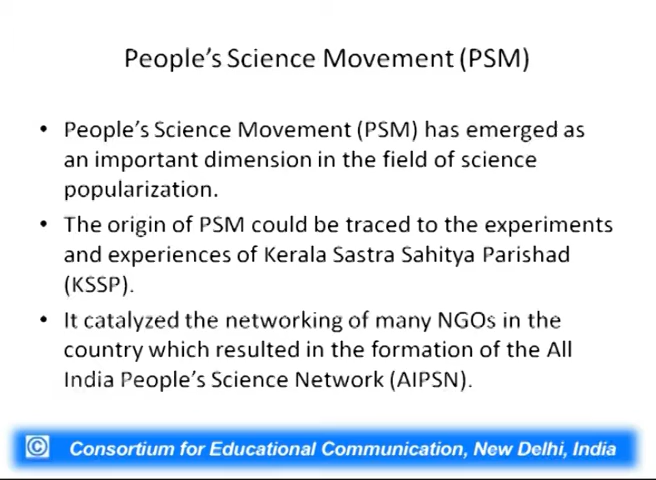 People's Science Movement (PSM)
• People's Science Movement (PSM) has emerged as
an important dimension in the field of science
popularization.
• The origin of PSM could be traced to the experiments
and experiences of Kerala Sastra Sahitya Parishad
(KSSP).
• It catalyzed the networking of many NGOs in the
country which resulted in the formation of the All
India People's Science Network (AIPSN).
© Consortium for Educational Communication, New Delhi, India